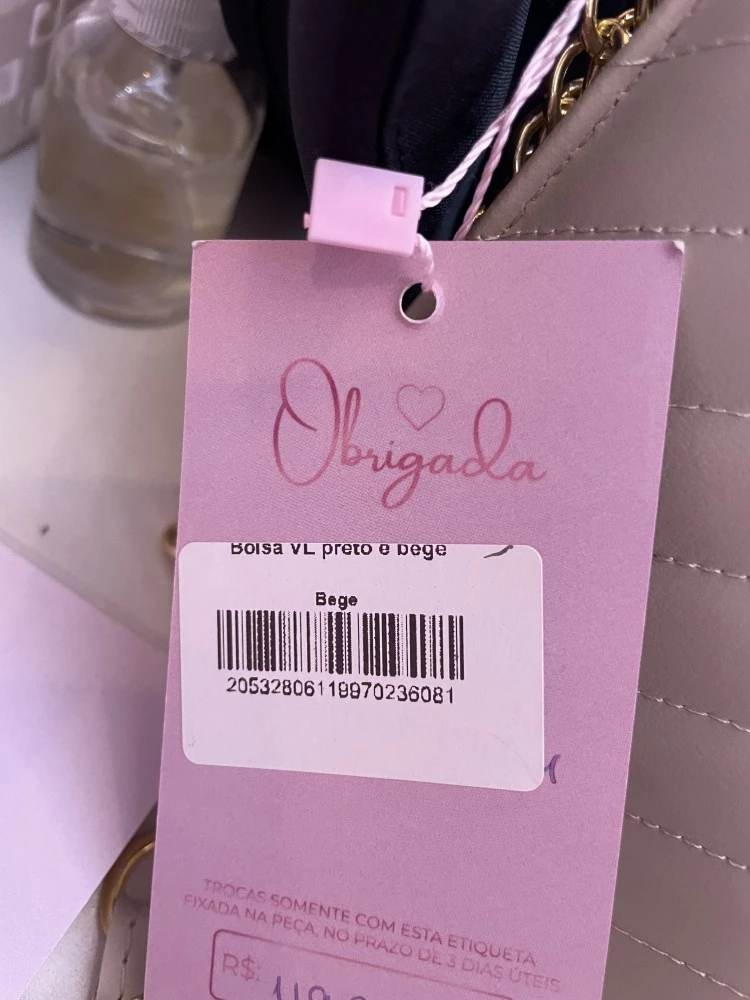 Obrigada
Bolsa VL preto e bege
Bege
20532806119970236081
TROCAS SOMENTE COM ESTA ETIQUETA
FIXADA NA PEÇA, NO PRAZO DE 3 DIAS ÚTEIS
R$: